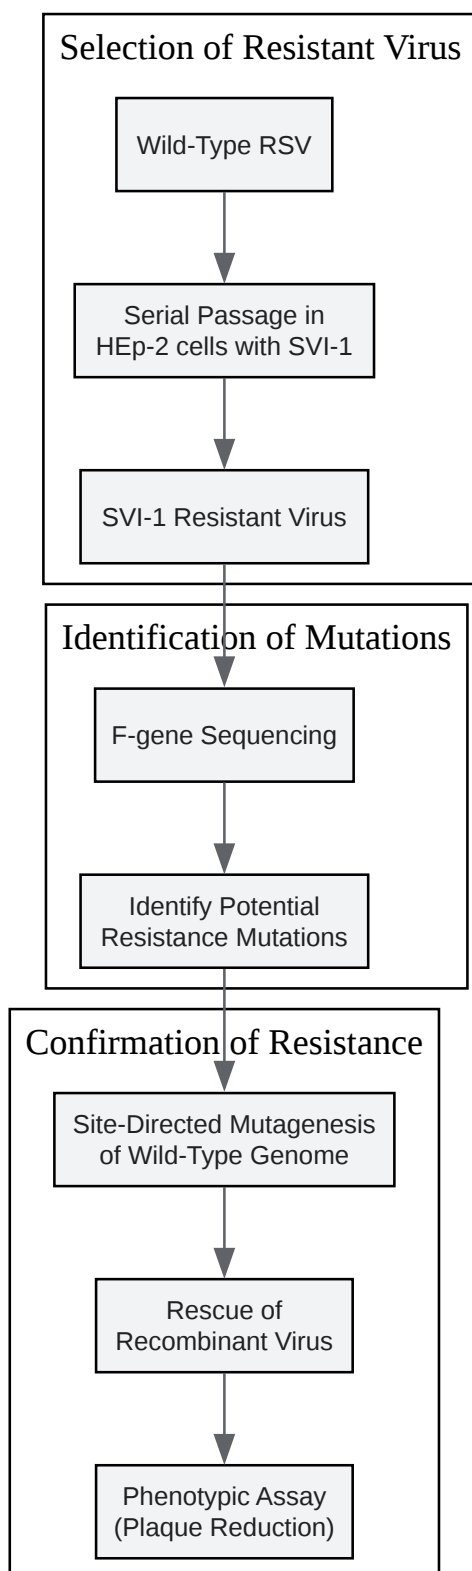 Selection of Resistant Virus
Wild-Type RSV
Serial Passage in
HEp-2 cells with SVI-1
SVI-1 Resistant Virus
Identification of Mutations
F-gene Sequencing
Identify Potential
Resistance Mutations
Confirmation of Resistance
Site-Directed Mutagenesis
of Wild-Type Genome
Rescue of
Recombinant Virus
Phenotypic Assay
(Plaque Reduction)